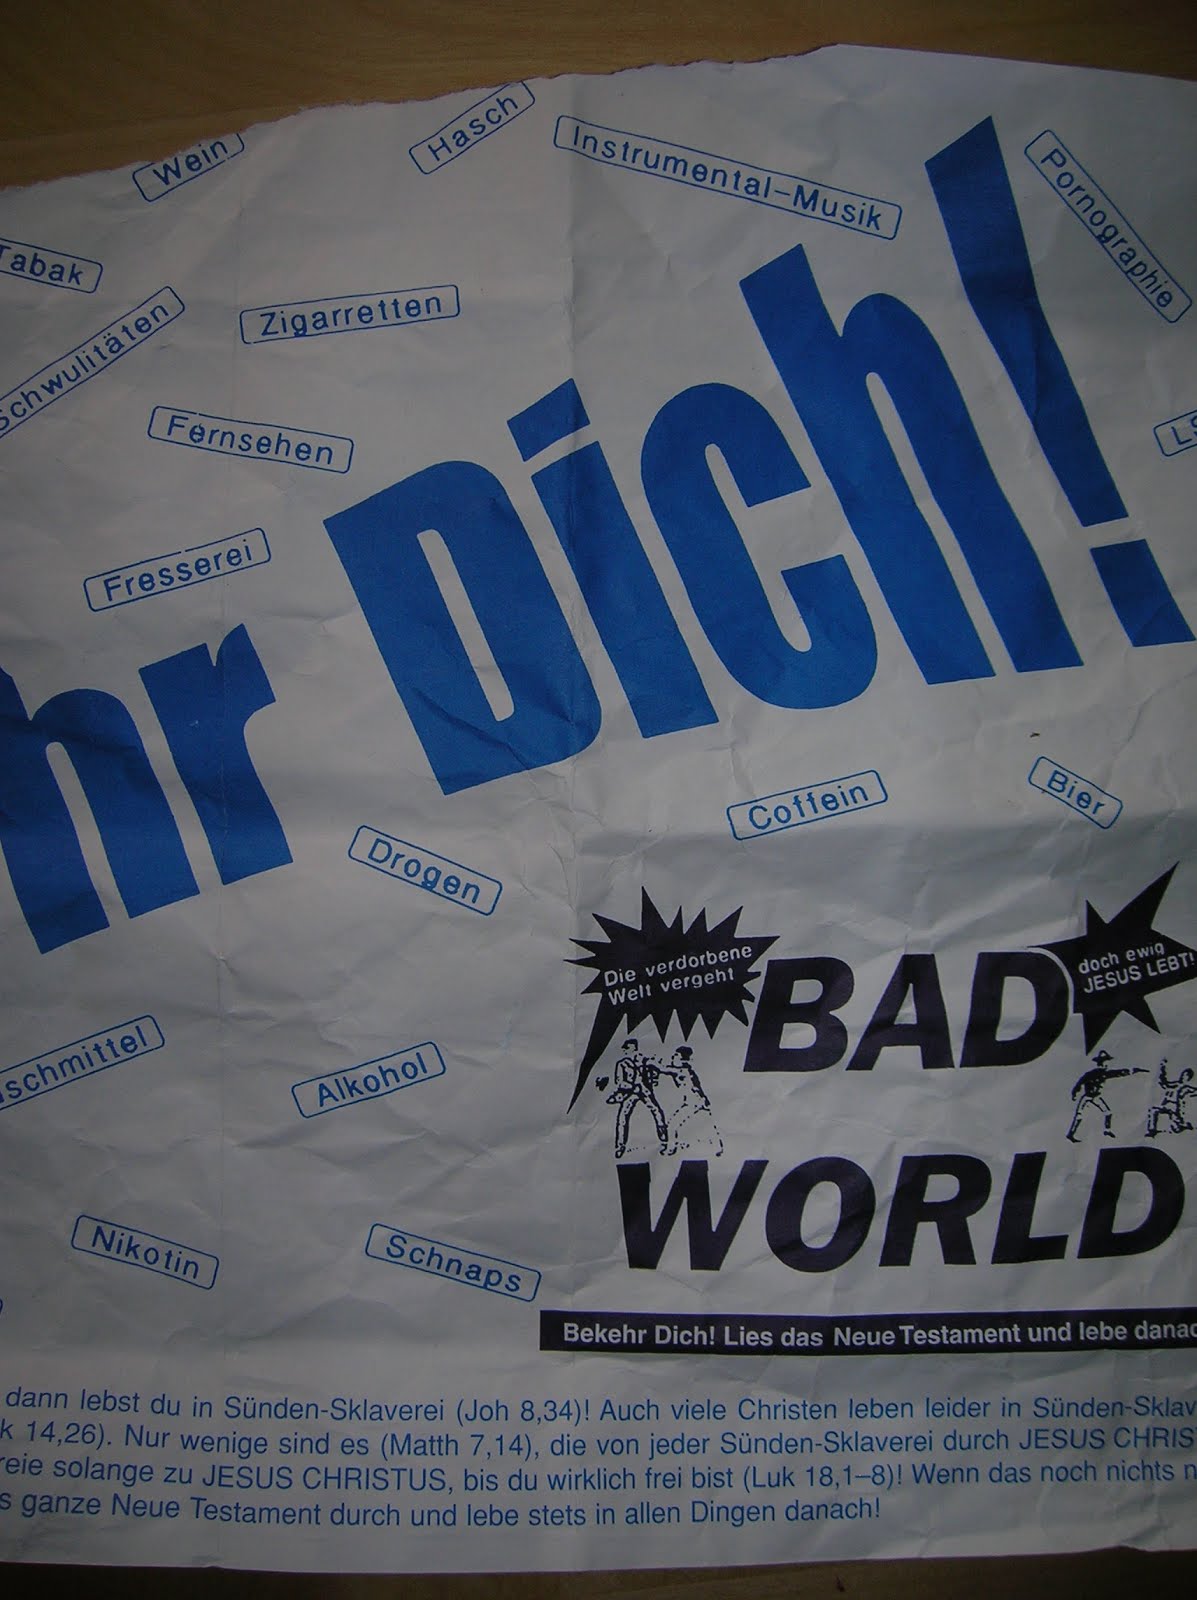 Hasch
Wein
Instrumental-Musik
Pornographie
Tabak
Zigarretten
Schwulitäten
Fernsehen
LS
Fresserei
hr Dich!
Coffein
Bier
Drogen
Die verdorbene
Welt vergeht
BAD
doch ewig
JESUS LEBT!
schmittel
Alkohol
WORLD
Nikotin
Schnaps
Bekehr Dich! Lies das Neue Testament und lebe danac
dann lebst du in Sünden-Sklaverei (Joh 8,34)! Auch viele Christen leben leider in Sünden-Sklav
k 14,26). Nur wenige sind es (Matth 7,14), die von jeder Sünden-Sklaverei durch JESUS CHRIS
reie solange zu JESUS CHRISTUS, bis du wirklich frei bist (Luk 18,1–8)! Wenn das noch nichts n
s ganze Neue Testament durch und lebe stets in allen Dingen danach!